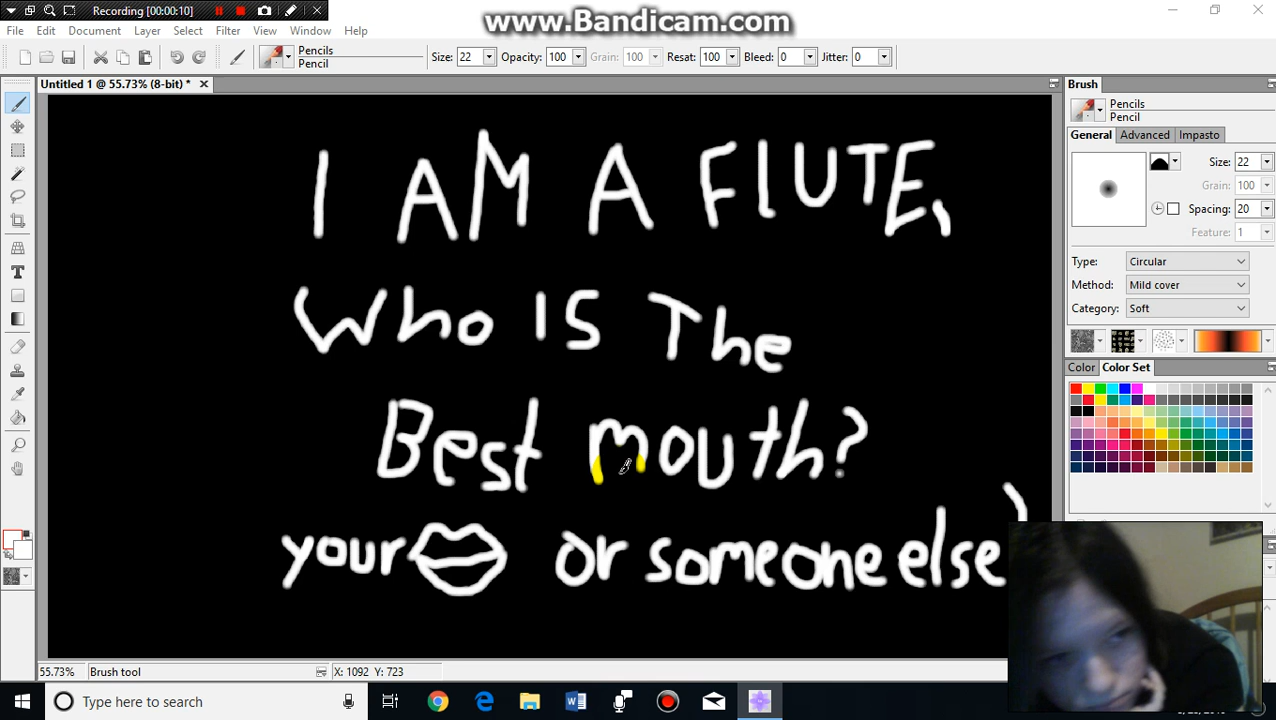 Recording [00:00:10]
www.Bandicam.com
File Edit Document Layer Select Filter View Window Help
Pencils
Pencil
Size: 22 Opacity: 100 Grain: 100 Resat: 100 Bleed: 0 Jitter: 0
Untitled 1 @ 55.73% (8-bit) *
Brush
Pencils
Pencil
General Advanced Impasto
Size: 22
Grain: 100
Spacing: 20
Feature: 1
Type: Circular
Method: Mild cover
Category: Soft
Color Color Set
I AM A FLUTE,
Who IS The
Best mouth?
your or someone else
55.73% Brush tool X: 1092 Y: 723
Type here to search